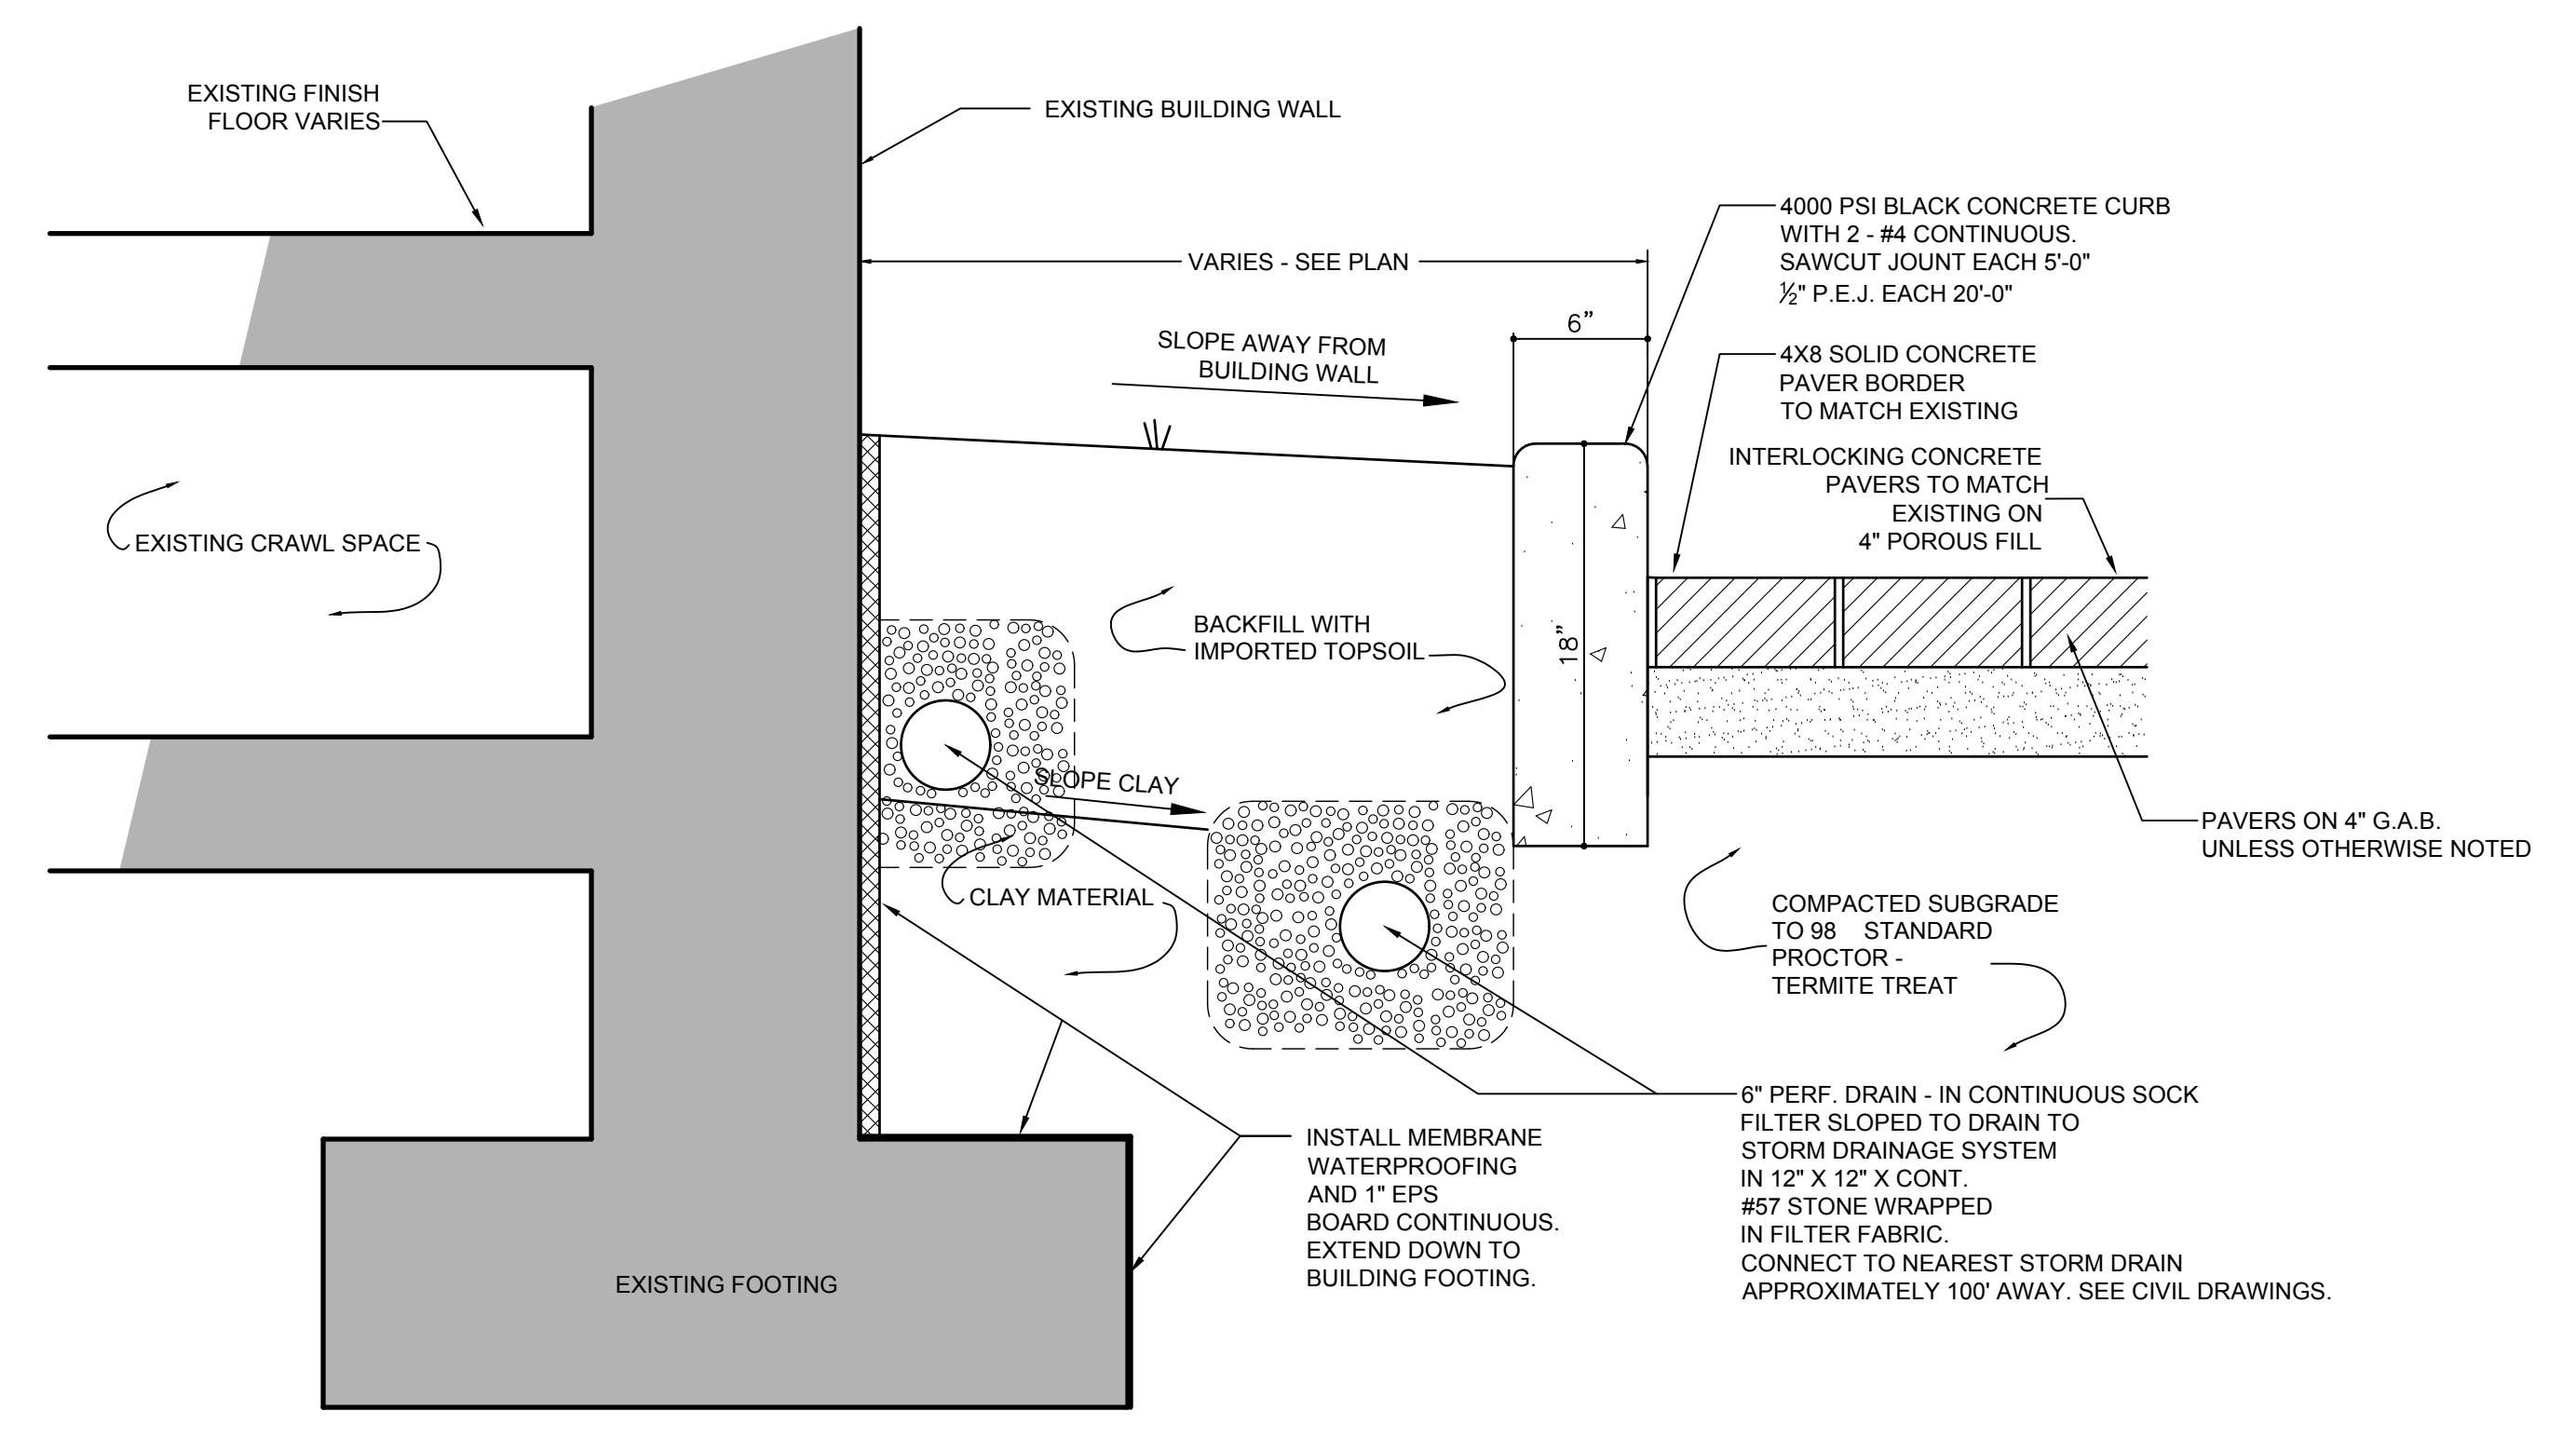 EXISTING FINISH
FLOOR VARIES
EXISTING BUILDING WALL
4000 PSI BLACK CONCRETE CURB
WITH 2 - #4 CONTINUOUS.
SAWCUT JOUNT EACH 5'-0"
½" P.E.J. EACH 20'-0"
VARIES - SEE PLAN
6”
SLOPE AWAY FROM
BUILDING WALL
4X8 SOLID CONCRETE
PAVER BORDER
TO MATCH EXISTING
INTERLOCKING CONCRETE
PAVERS TO MATCH
EXISTING ON
4" POROUS FILL
EXISTING CRAWL SPACE
BACKFILL WITH
IMPORTED TOPSOIL
18”
SLOPE CLAY
PAVERS ON 4" G.A.B.
UNLESS OTHERWISE NOTED
CLAY MATERIAL
COMPACTED SUBGRADE
TO 98 STANDARD
PROCTOR -
TERMITE TREAT
6" PERF. DRAIN - IN CONTINUOUS SOCK
FILTER SLOPED TO DRAIN TO
STORM DRAINAGE SYSTEM
IN 12" X 12" X CONT.
#57 STONE WRAPPED
IN FILTER FABRIC.
CONNECT TO NEAREST STORM DRAIN
APPROXIMATELY 100' AWAY. SEE CIVIL DRAWINGS.
INSTALL MEMBRANE
WATERPROOFING
AND 1" EPS
BOARD CONTINUOUS.
EXTEND DOWN TO
BUILDING FOOTING.
EXISTING FOOTING